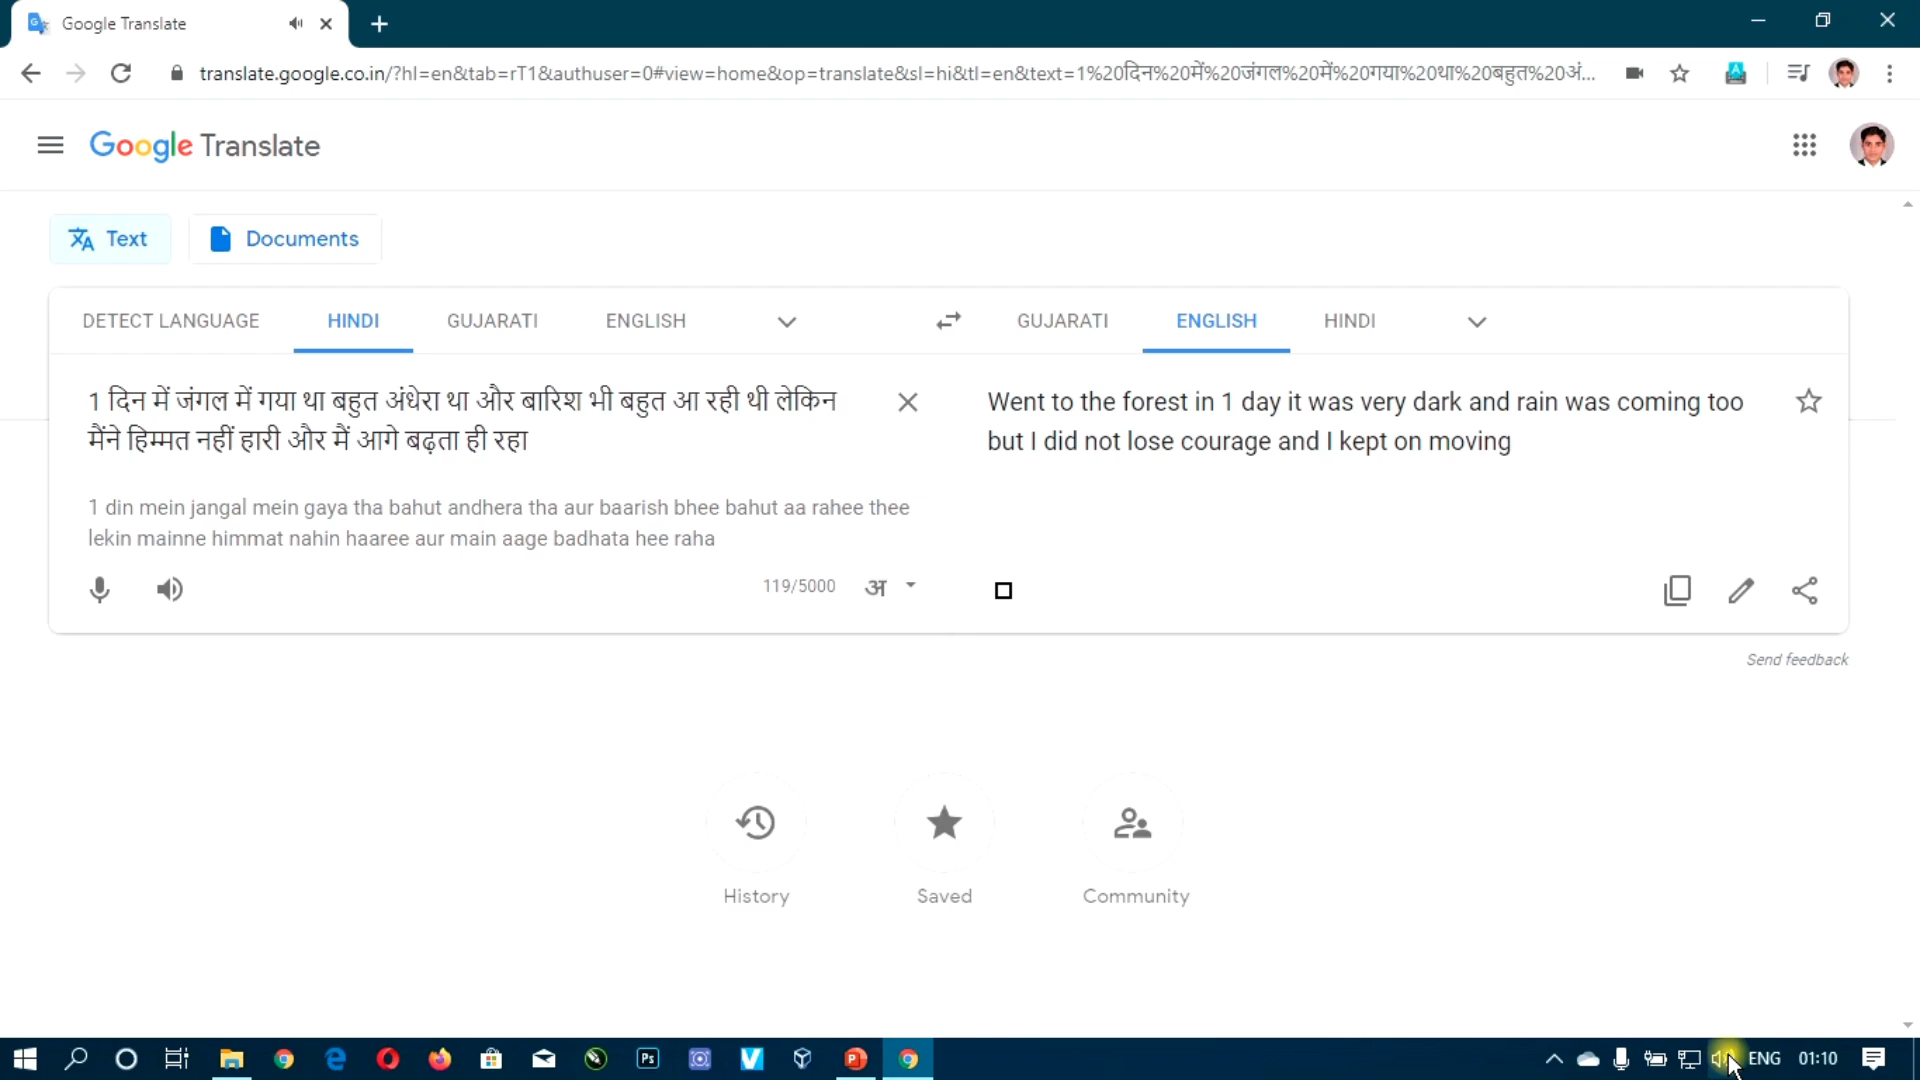 Google Translate
translate.google.co.in/?hl=en&tab=rT1&authuser=0#view=home&op=translate&sl=hi&tl=en&text=1%20दिन%20में%20जंगल%20में%20गया%20था%20बहुत%20अं...
Google Translate
Text Documents
DETECT LANGUAGE HINDI GUJARATI ENGLISH GUJARATI ENGLISH HINDI
1 दिन में जंगल में गया था बहुत अंधेरा था और बारिश भी बहुत आ रही थी लेकिन
मैंने हिम्मत नहीं हारी और मैं आगे बढ़ता ही रहा
Went to the forest in 1 day it was very dark and rain was coming too
but I did not lose courage and I kept on moving
1 din mein jangal mein gaya tha bahut andhera tha aur baarish bhee bahut aa rahee thee
lekin mainne himmat nahin haaree aur main aage badhata hee raha
119/5000 अ
Send feedback
History Saved Community
Ps ENG 01:10